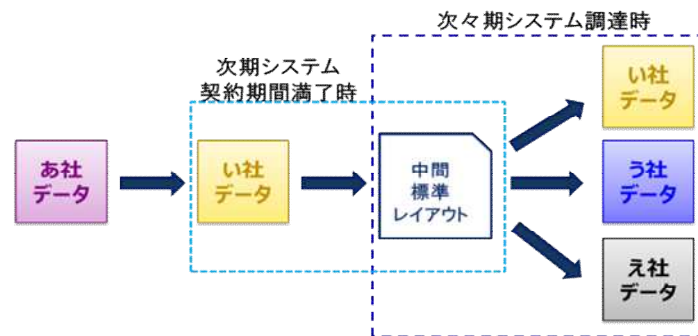 次々期システム調達時
次期システム
契約期間満了時
あ社
データ
い社
データ
中間
標準
レイアウト
い社
データ
う社
データ
え社
データ